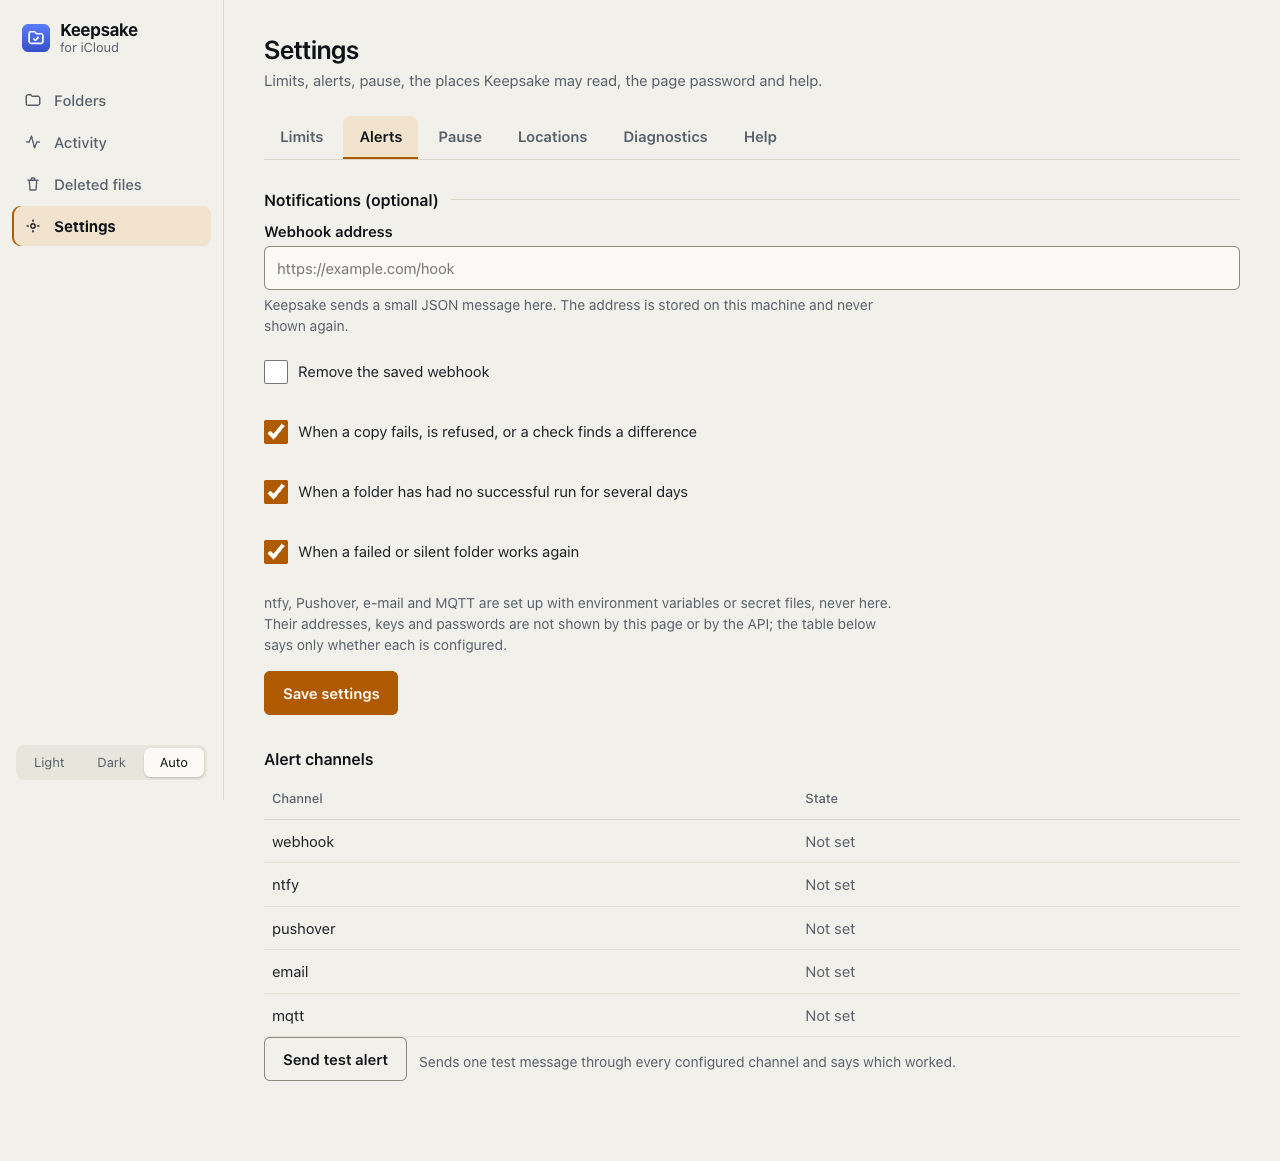 Keepsake
for iCloud
Folders
Activity
Deleted files
Settings
Light
Dark
Auto
Settings
Limits, alerts, pause, the places Keepsake may read, the page password and help.
Limits
Alerts
Pause
Locations
Diagnostics
Help
Notifications (optional)
Webhook address
https://example.com/hook
Keepsake sends a small JSON message here. The address is stored on this machine and never
shown again.
Remove the saved webhook
When a copy fails, is refused, or a check finds a difference
When a folder has had no successful run for several days
When a failed or silent folder works again
ntfy, Pushover, e-mail and MQTT are set up with environment variables or secret files, never here.
Their addresses, keys and passwords are not shown by this page or by the API; the table below
says only whether each is configured.
Save settings
Alert channels
Channel State
webhook Not set
ntfy Not set
pushover Not set
email Not set
mqtt Not set
Send test alert
Sends one test message through every configured channel and says which worked.